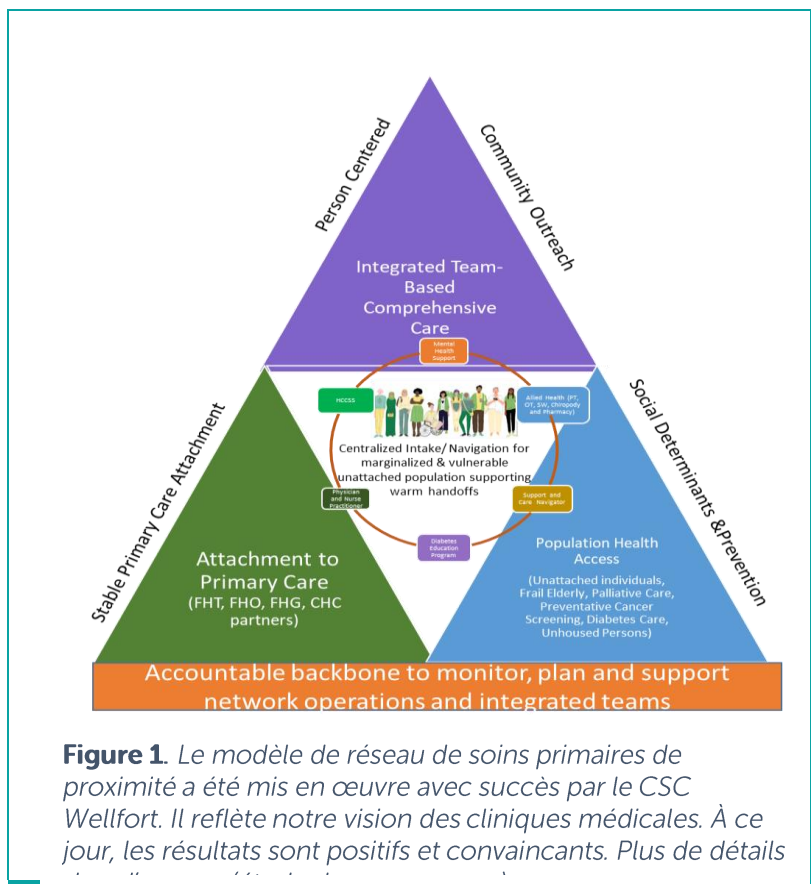 Person Centered
Community Outreach
Integrated Team-
Based
Comprehensive
Care
Mental
Health
Support
HCCSS
Allied Health (PT,
OT, SW, Chiropody
and Pharmacy)
Centralized Intake/ Navigation for
marginalized & vulnerable
unattached population supporting
warm handoffs
Physician
and Nurse
Practitioner
Support and
Care Navigator
Diabetes
Education
Program
Stable Primary Care Attachment
Social Determinants &Prevention
Attachment to
Primary Care
(FHT, FHO, FHG, CHC
partners)
Population Health
Access
(Unattached individuals,
Frail Elderly, Palliative Care,
Preventative Cancer
Screening, Diabetes Care,
Unhoused Persons)
Accountable backbone to monitor, plan and support
network operations and integrated teams
Figure 1. Le modèle de réseau de soins primaires de
proximité a été mis en œuvre avec succès par le CSC
Wellfort. Il reflète notre vision des cliniques médicales. À ce
jour, les résultats sont positifs et convaincants. Plus de détails